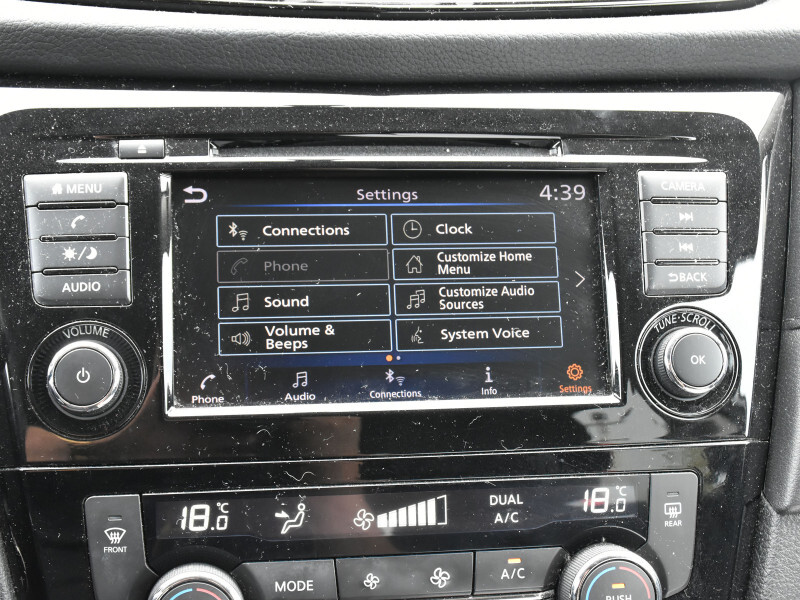 MENU
AUDIO
VOLUME
Settings
4:39
Connections
Clock
Phone
Customize Home
Menu
Sound
Customize Audio
Sources
Volume &
Beeps
System Voice
Phone
Audio
Connections
Info
Settings
CAMERA
BACK
TUNE·SCROLL
OK
FRONT
18.0°C
DUAL
A/C
18.0°C
REAR
MODE
A/C
PUSH